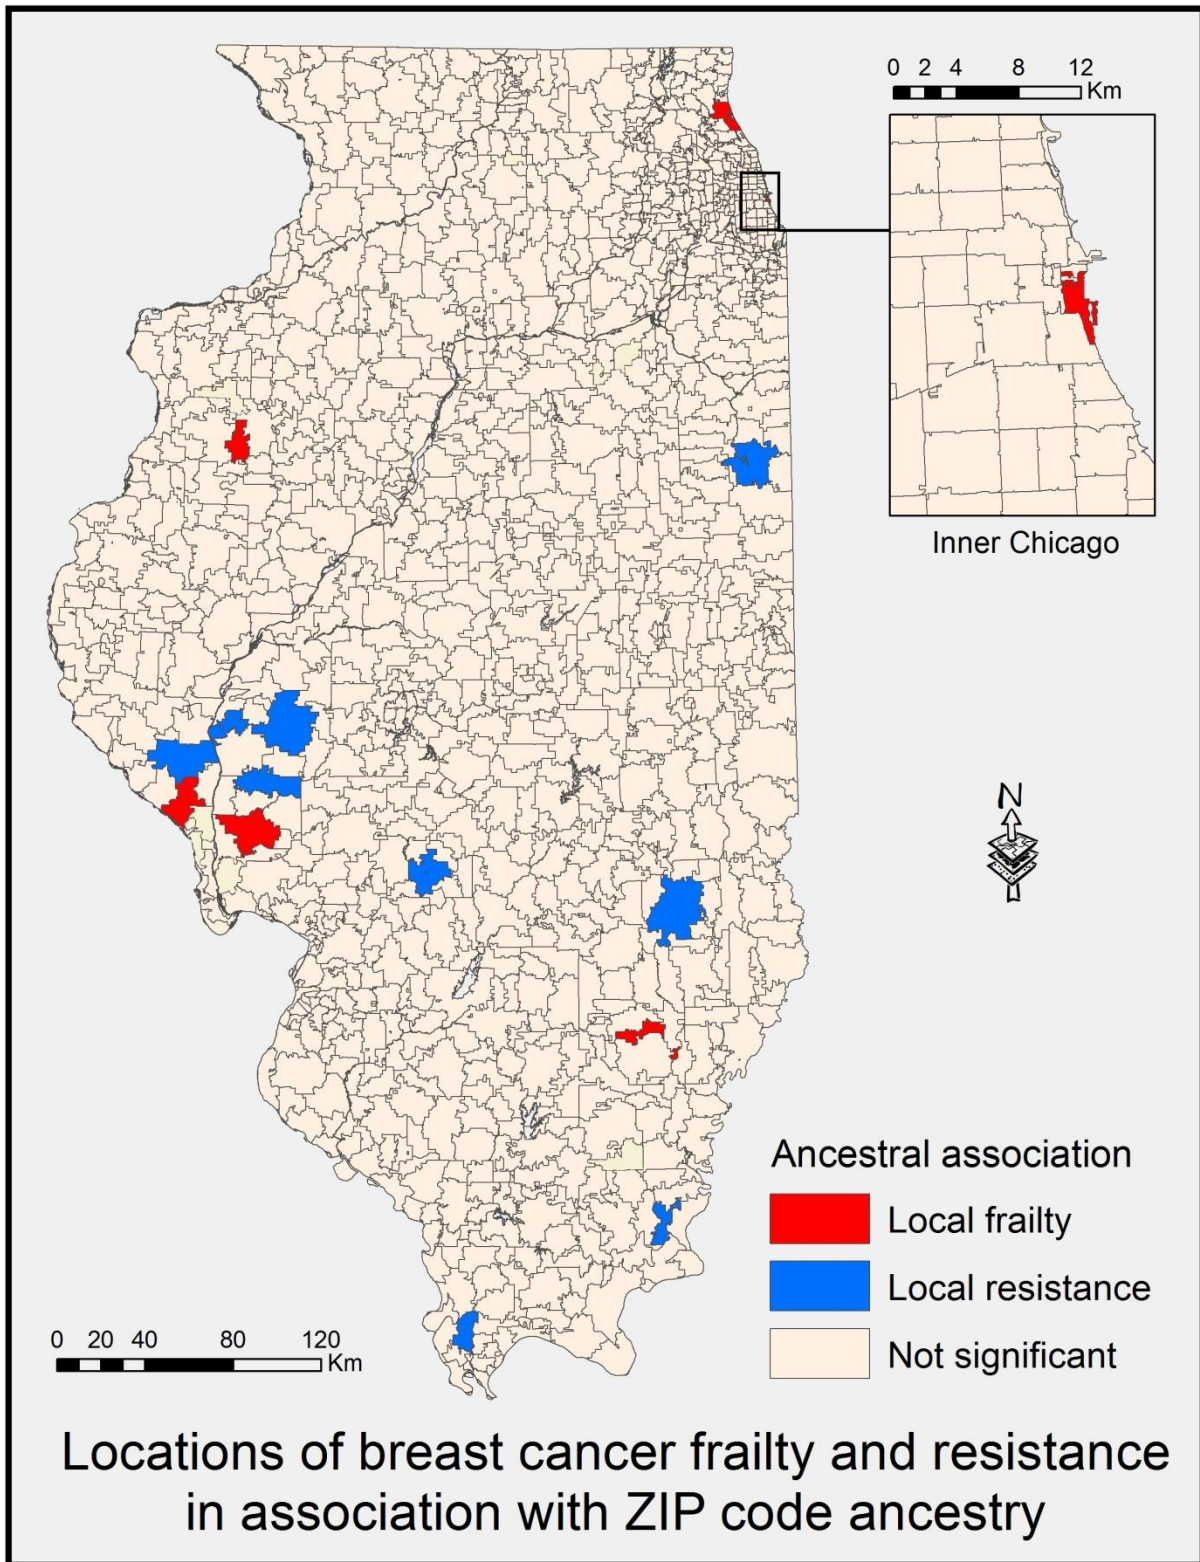 0 2 4 8 12
Km
Inner Chicago
N
Ancestral association
Local frailty
Local resistance
Not significant
0 20 40 80 120
Km
Locations of breast cancer frailty and resistance
in association with ZIP code ancestry